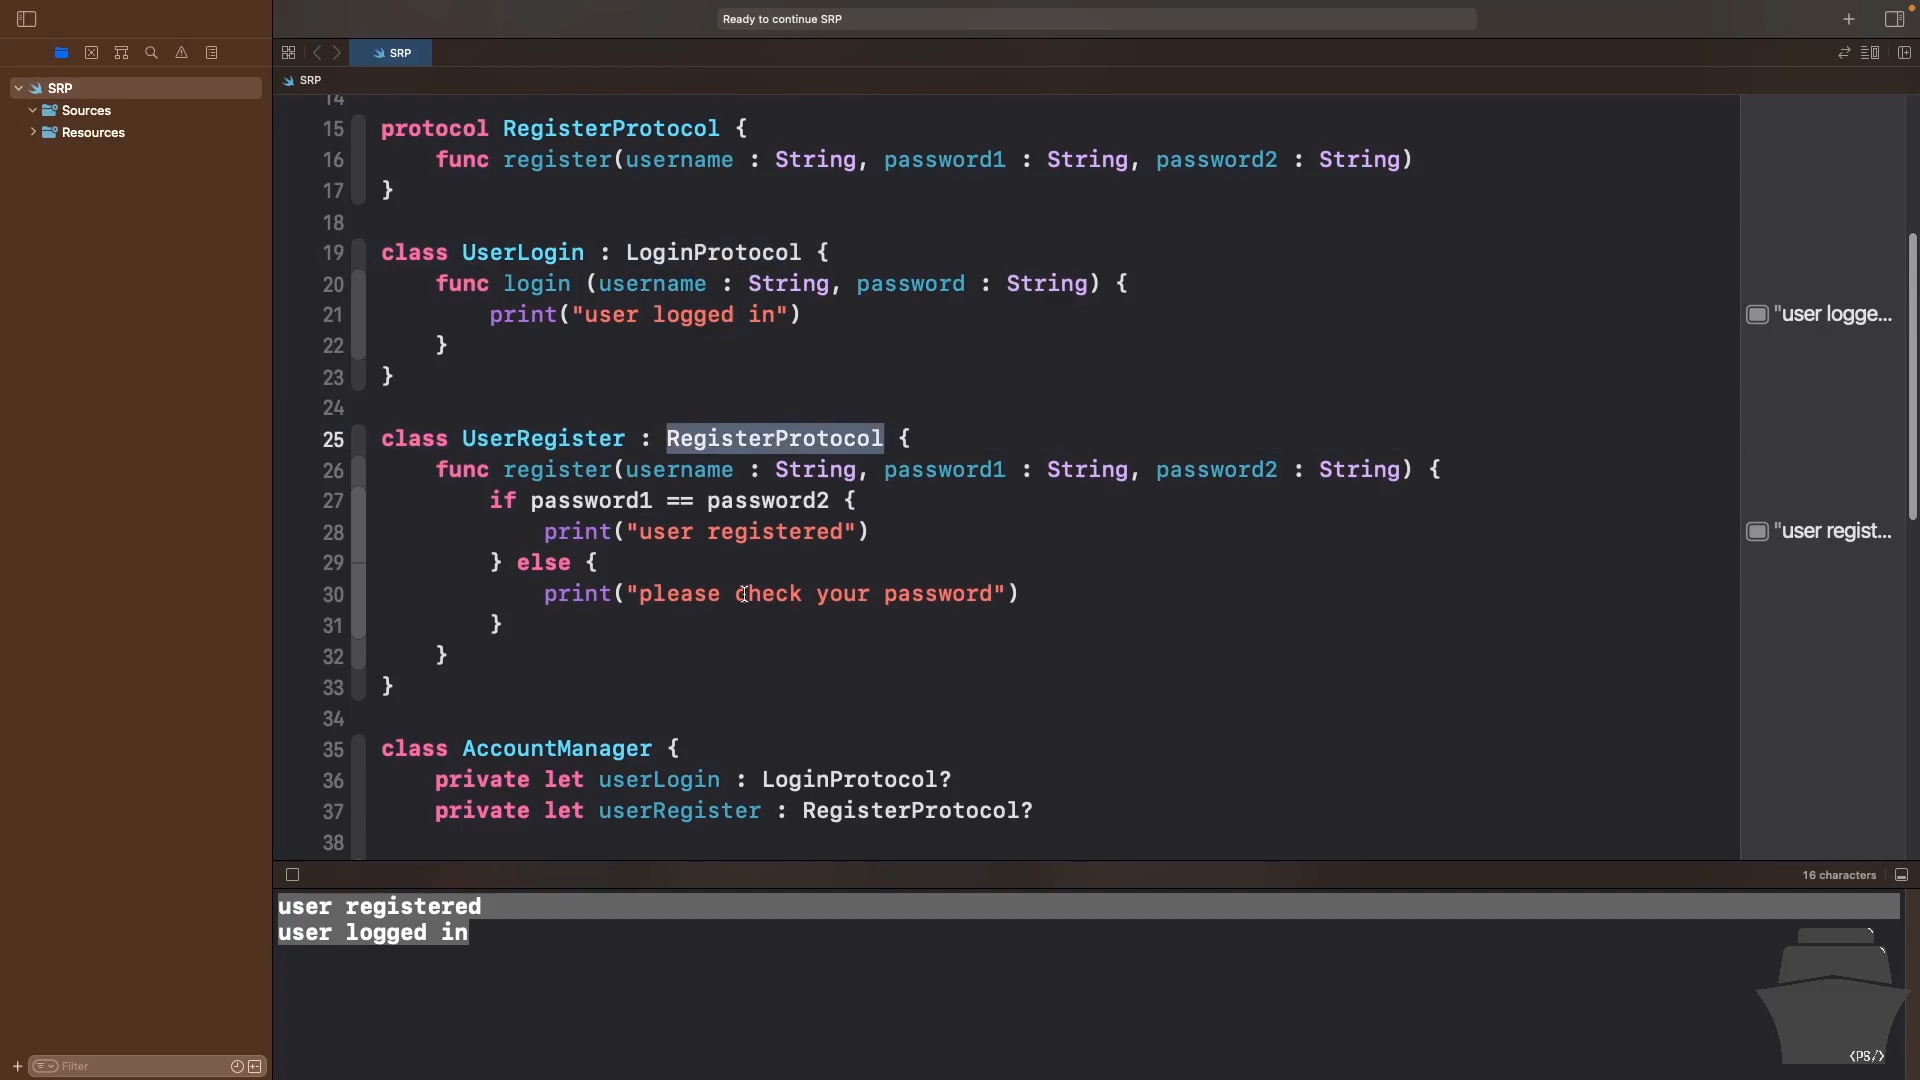 Ready to continue SRP
SRP
SRP
SRP
Sources
Resources
14
15 protocol RegisterProtocol {
16     func register(username : String, password1 : String, password2 : String)
17 }
18
19 class UserLogin : LoginProtocol {
20     func login (username : String, password : String) {
21         print("user logged in")
22     }
23 }
24
25 class UserRegister : RegisterProtocol {
26     func register(username : String, password1 : String, password2 : String) {
27         if password1 == password2 {
28             print("user registered")
29         } else {
30             print("please check your password")
31         }
32     }
33 }
34
35 class AccountManager {
36     private let userLogin : LoginProtocol?
37     private let userRegister : RegisterProtocol?
38
"user logge...
"user regist...
16 characters
user registered
user logged in
Filter
<PS/>